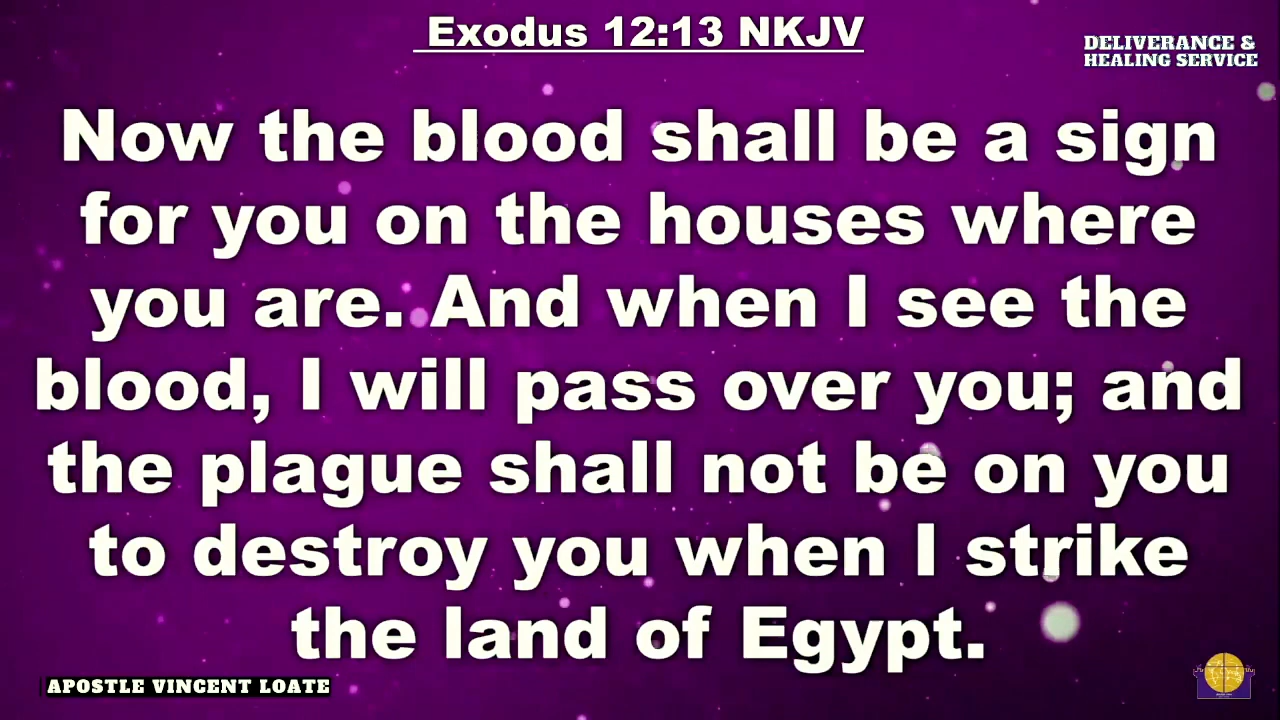 Exodus 12:13 NKJV
DELIVERANCE &
HEALING SERVICE
Now the blood shall be a sign
for you on the houses where
you are. And when I see the
blood, I will pass over you; and
the plague shall not be on you
to destroy you when I strike
the land of Egypt.
APOSTLE VINCENT LOATE